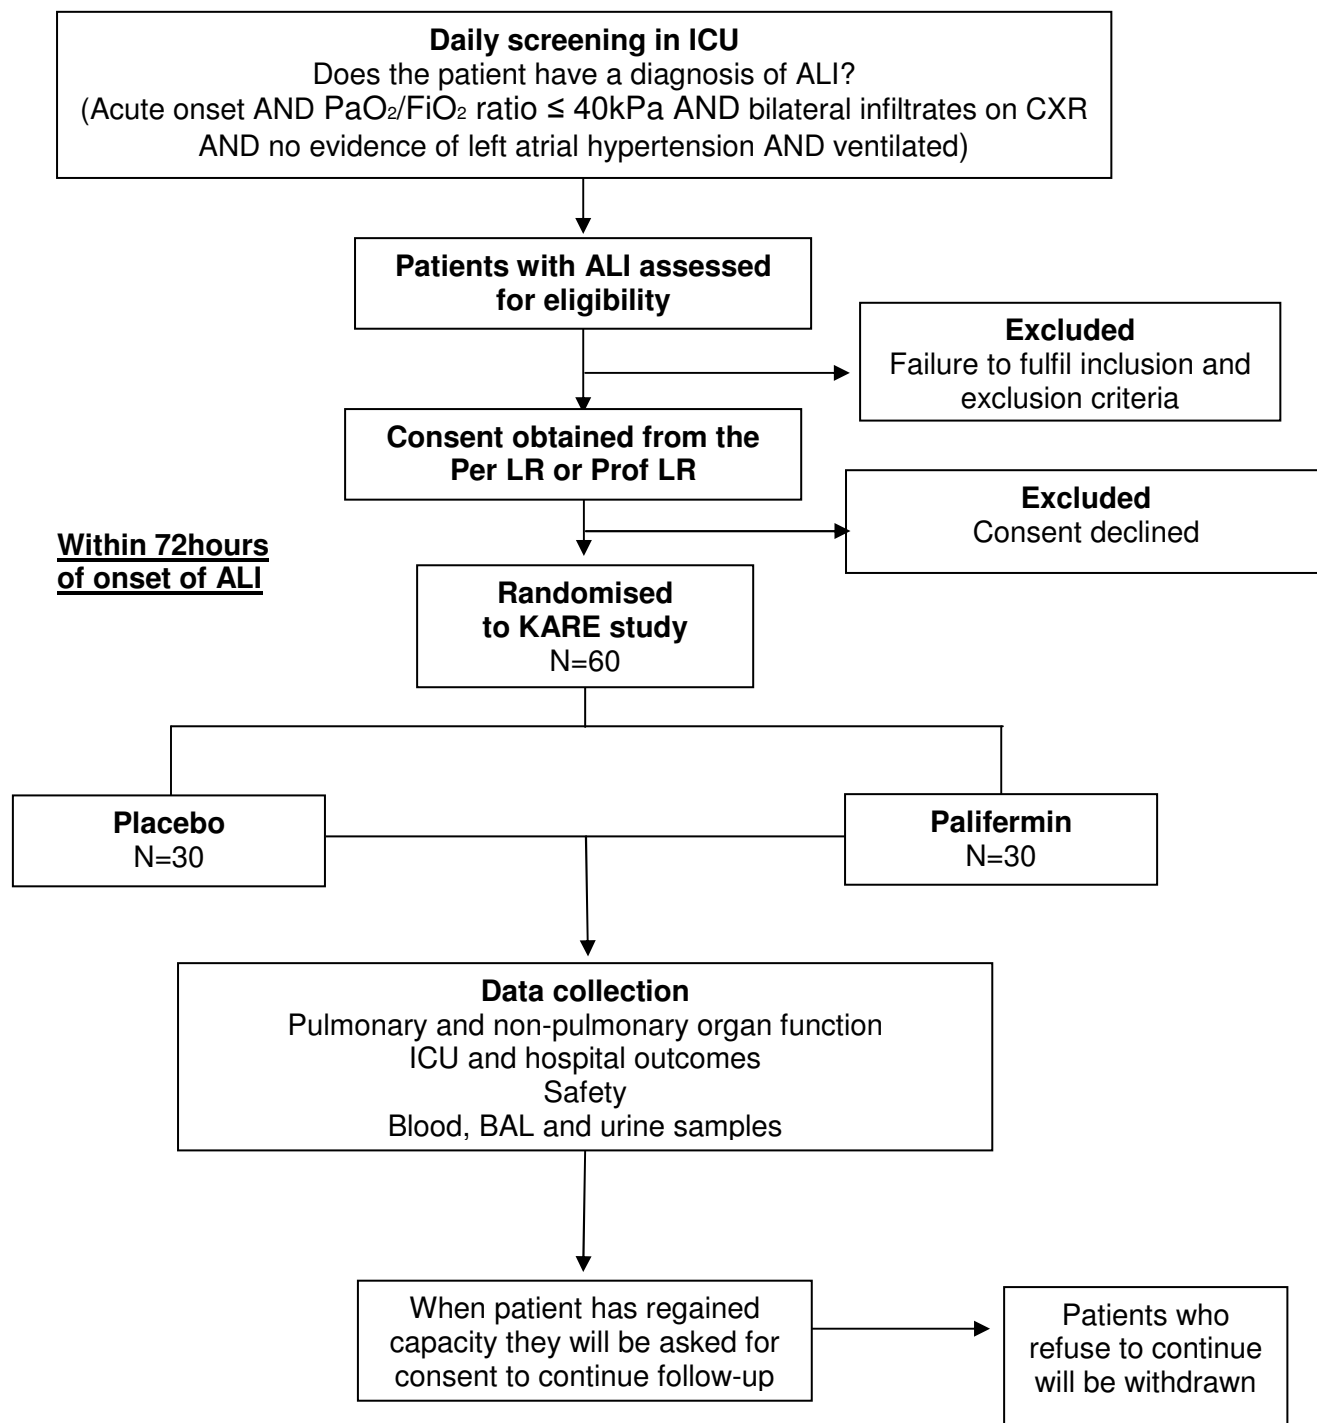 Daily screening in ICU
Does the patient have a diagnosis of ALI?
(Acute onset AND PaO₂/FiO₂ ratio ≤ 40kPa AND bilateral infiltrates on CXR
AND no evidence of left atrial hypertension AND ventilated)
Patients with ALI assessed
for eligibility
Excluded
Failure to fulfil inclusion and
exclusion criteria
Consent obtained from the
Per LR or Prof LR
Excluded
Consent declined
Within 72hours
of onset of ALI
Randomised
to KARE study
N=60
Placebo
N=30
Palifermin
N=30
Data collection
Pulmonary and non-pulmonary organ function
ICU and hospital outcomes
Safety
Blood, BAL and urine samples
When patient has regained
capacity they will be asked for
consent to continue follow-up
Patients who
refuse to continue
will be withdrawn